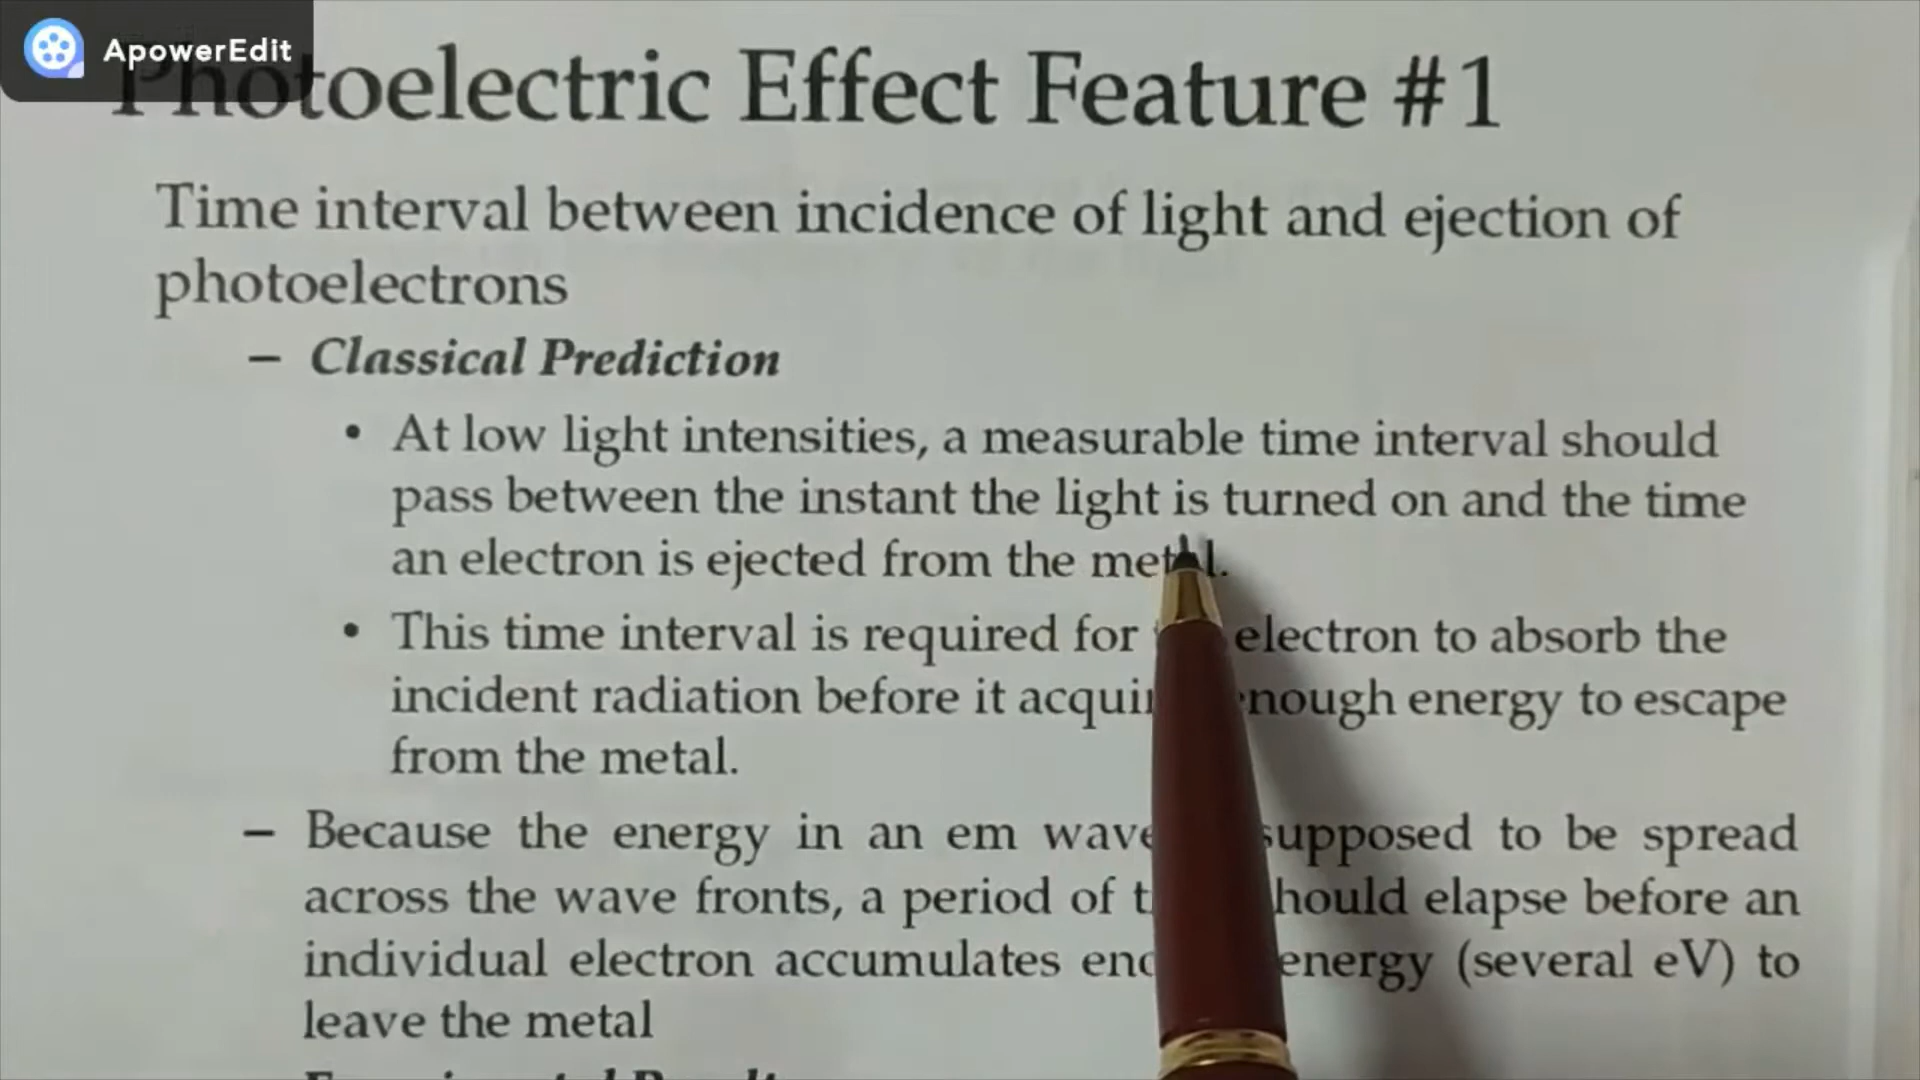 ApowerEdit
Photoelectric Effect Feature #1
Time interval between incidence of light and ejection of
photoelectrons
– Classical Prediction
• At low light intensities, a measurable time interval should
pass between the instant the light is turned on and the time
an electron is ejected from the metal.
• This time interval is required for electron to absorb the
incident radiation before it enough energy to escape
from the metal.
– Because the energy in an em wave supposed to be spread
across the wave fronts, a period of should elapse before an
individual electron accumulates energy (several eV) to
leave the metal